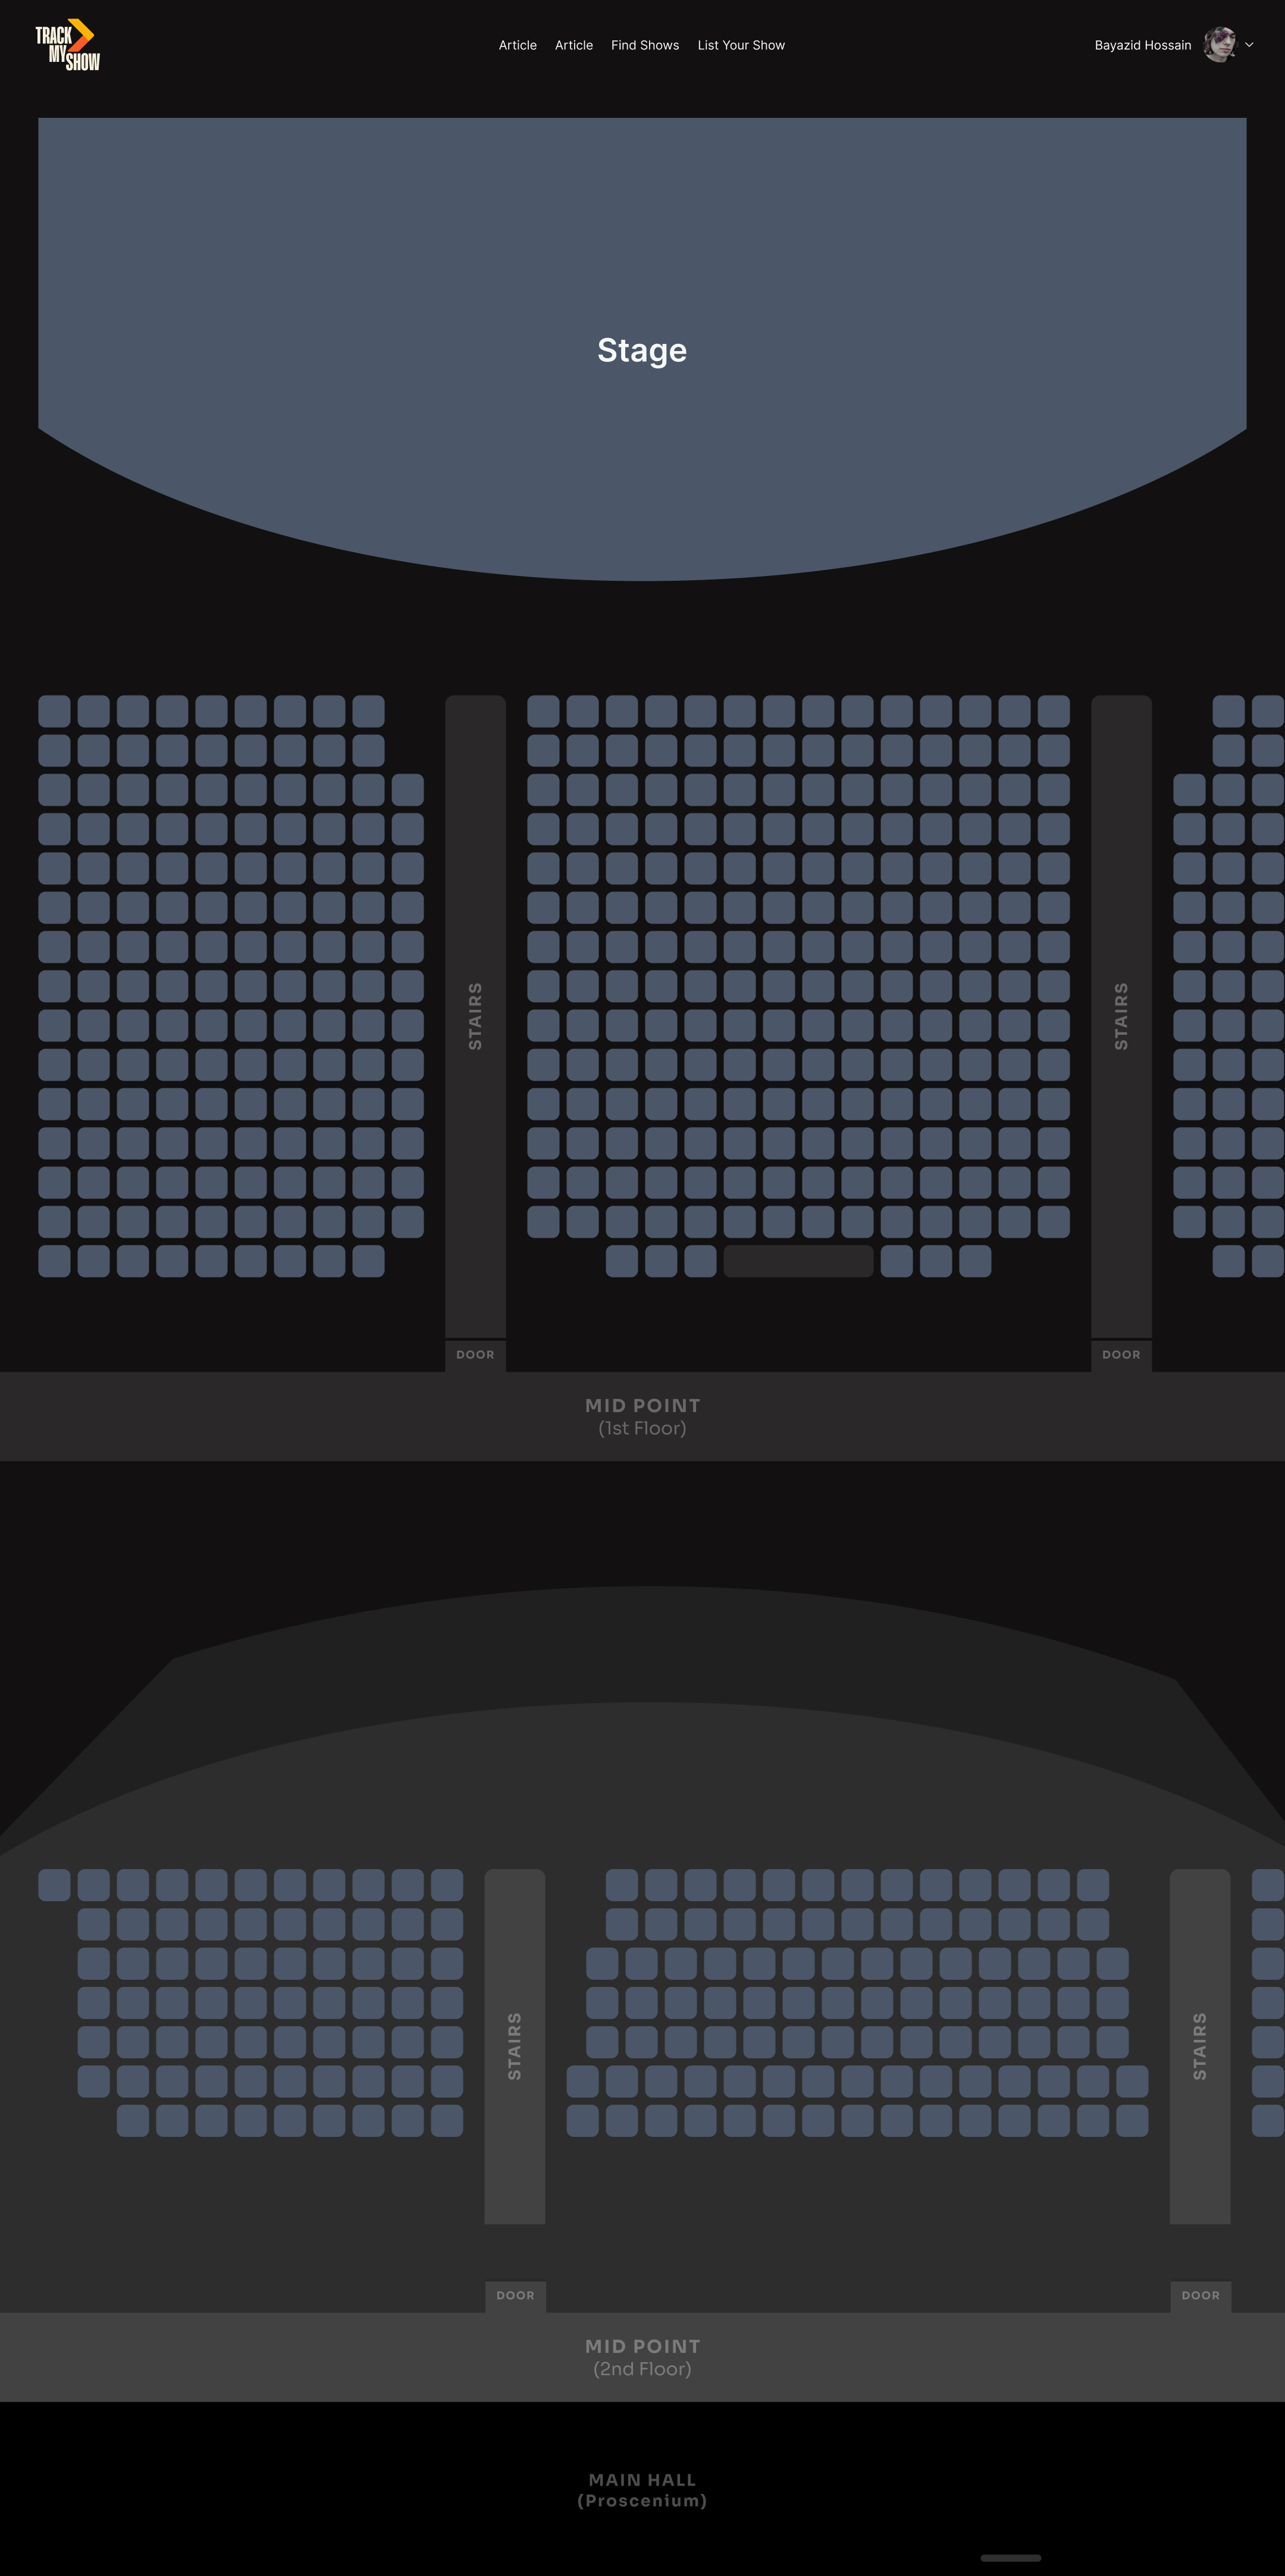 TRACK
MY
SHOW
Article
Article
Find Shows
List Your Show
Bayazid Hossain
Stage
STAIRS
STAIRS
DOOR
DOOR
MID POINT
(1st Floor)
STAIRS
STAIRS
DOOR
DOOR
MID POINT
(2nd Floor)
MAIN HALL
(Proscenium)